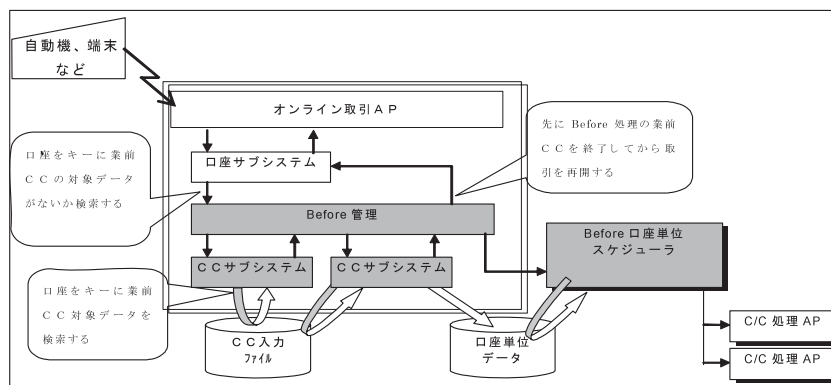 自動機、端末
など
オンライン取引AP
口座サブシステム
口座をキーに業前
CCの対象データ
がないか検索する
先に Before 処理の業前
CCを終了してから取
引を再開する
Before 管理
Before 口座単位
スケジューラ
CCサブシステム
CCサブシステム
口座をキーに業前
CC対象データを
検索する
CC入力
ファイル
口座単位
データ
C/C 処理 AP
C/C 処理 AP